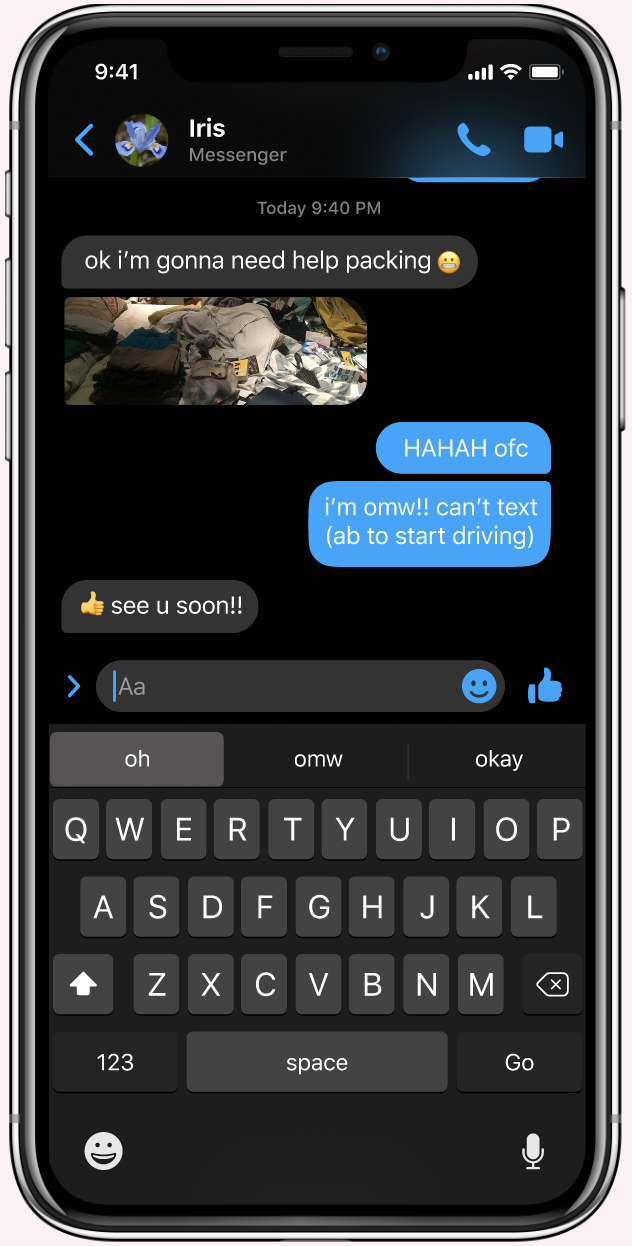 9:41
Iris
Messenger
Today 9:40 PM
ok i’m gonna need help packing 😬
HAHAH ofc
i’m omw!! can’t text
(ab to start driving)
👍 see u soon!!
Aa
oh omw okay
Q W E R T Y U I O P
A S D F G H J K L
Z X C V B N M
123 space Go